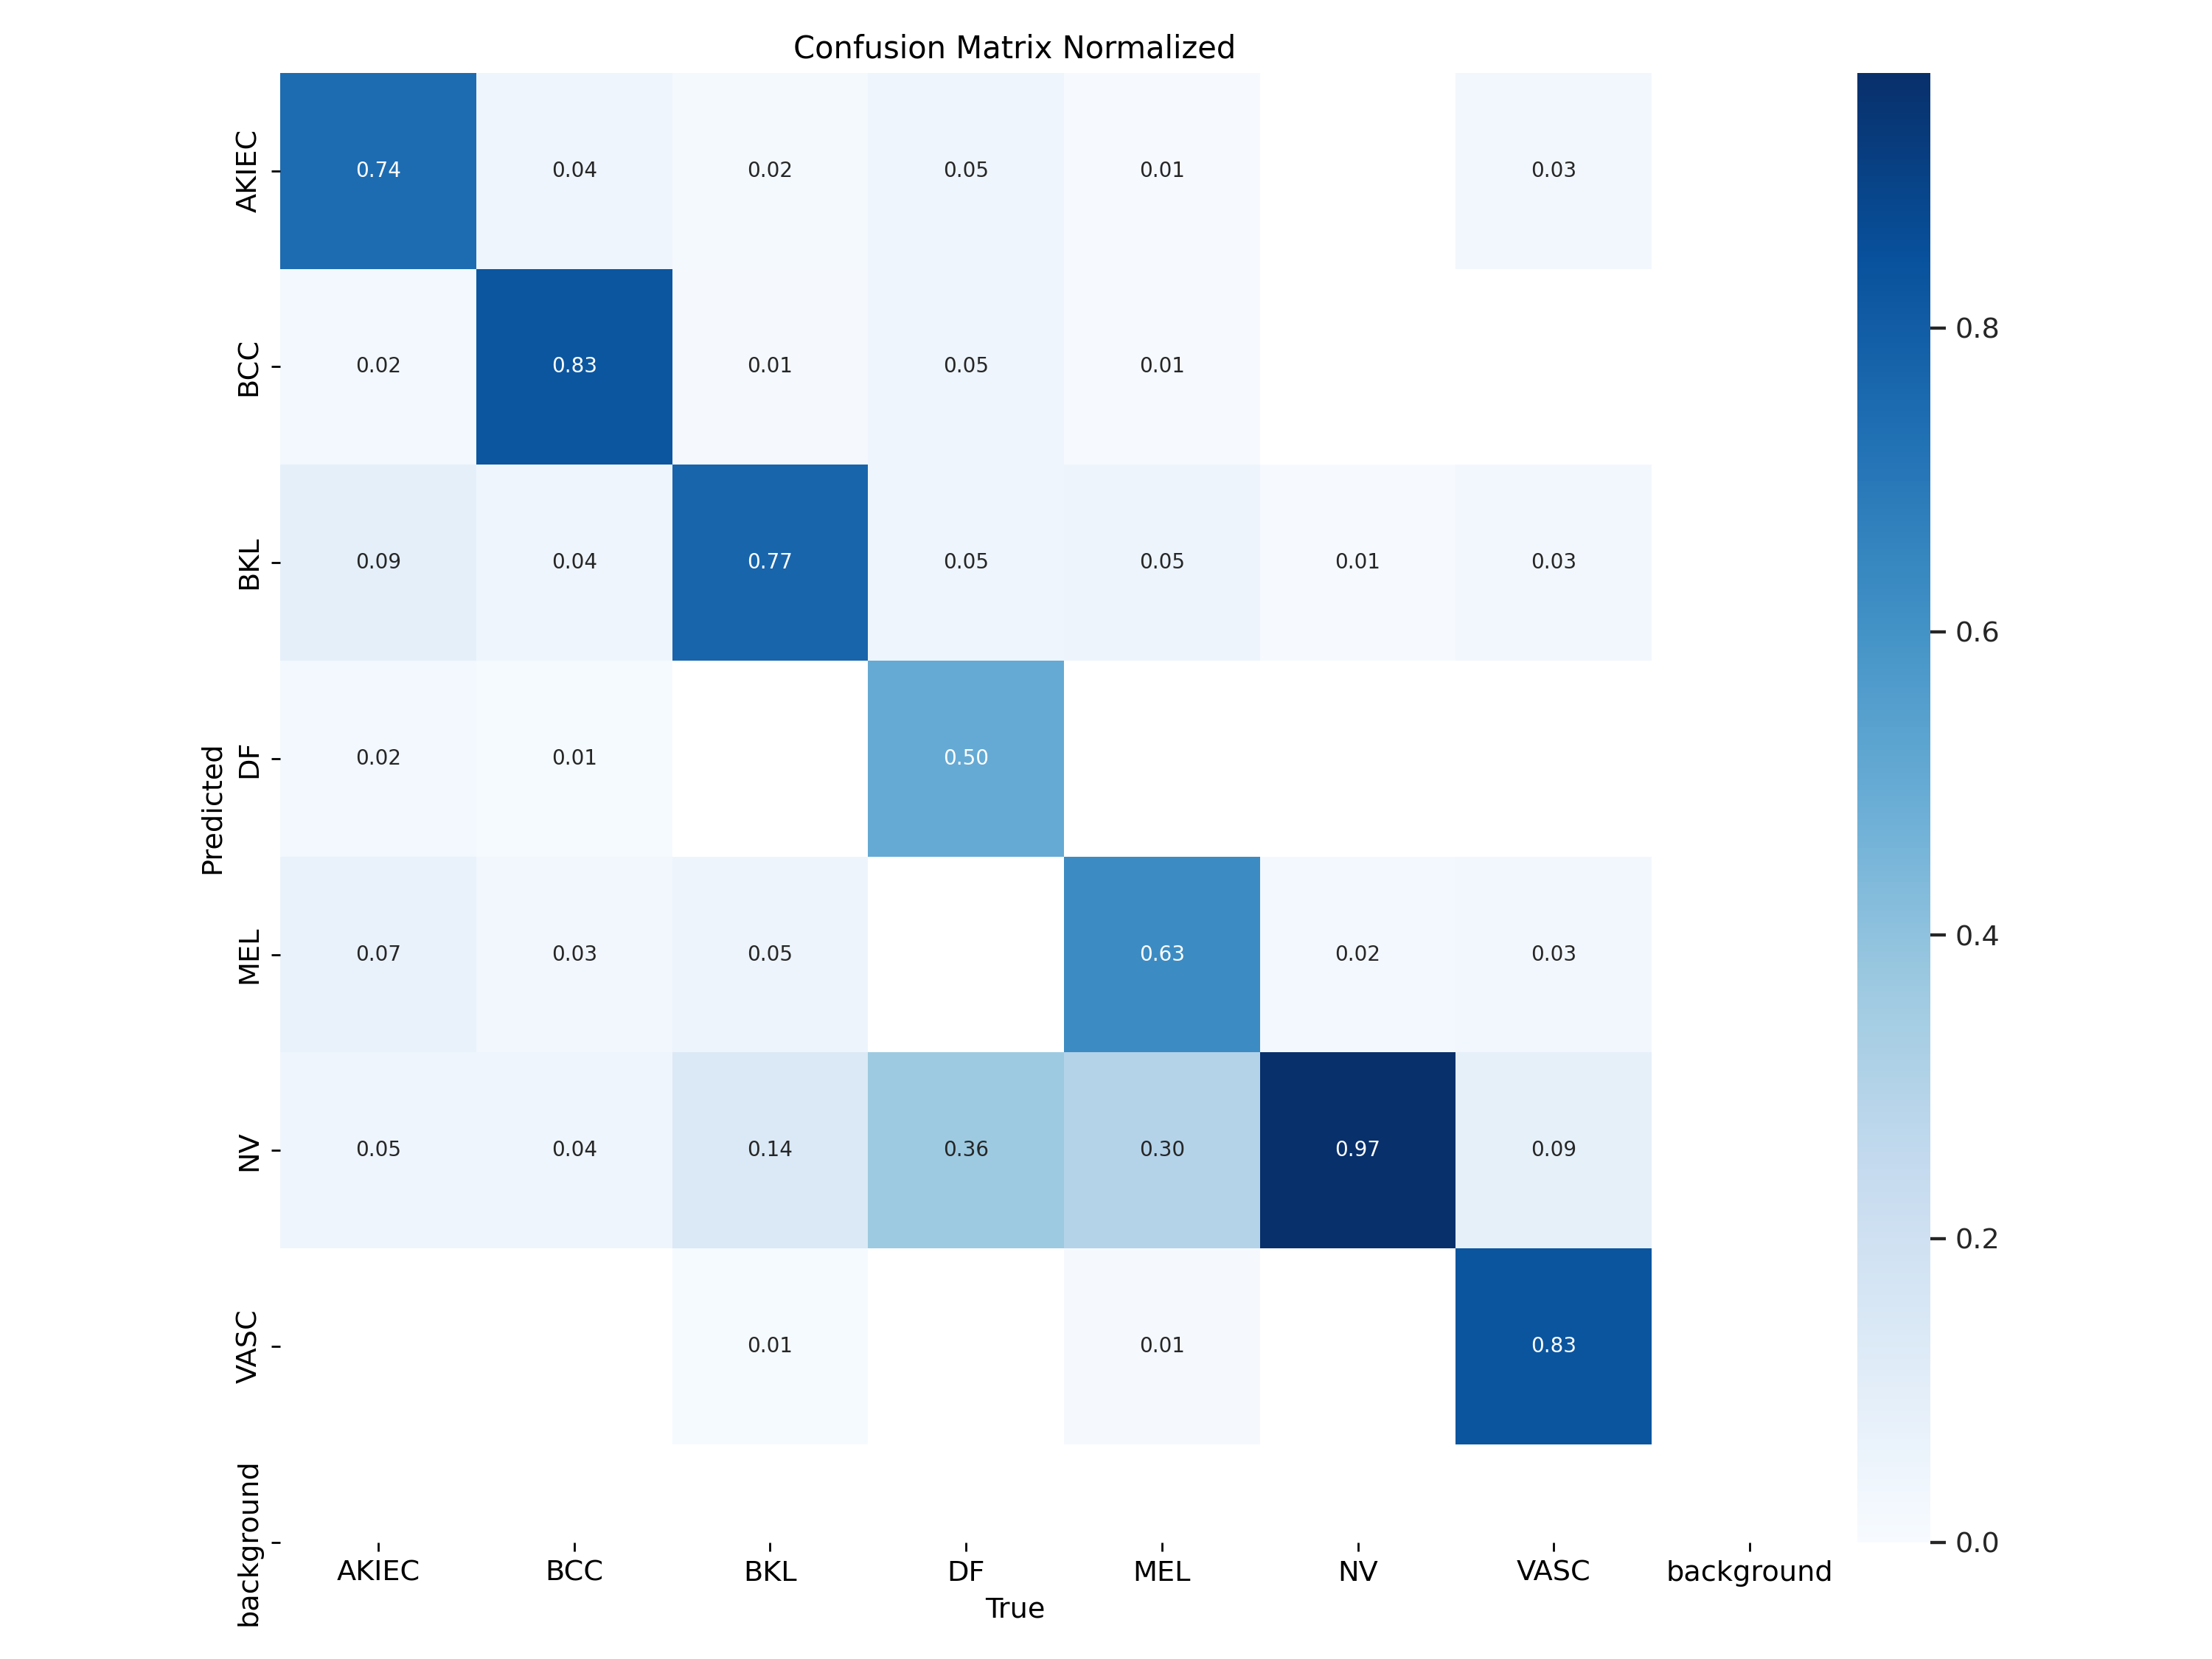 Confusion Matrix Normalized
AKIEC 0.74 0.04 0.02 0.05 0.01 0.03
BCC 0.02 0.83 0.01 0.05 0.01
BKL 0.09 0.04 0.77 0.05 0.05 0.01 0.03
DF 0.02 0.01 0.50
MEL 0.07 0.03 0.05 0.63 0.02 0.03
NV 0.05 0.04 0.14 0.36 0.30 0.97 0.09
VASC 0.01 0.01 0.83
background
Predicted
AKIEC BCC BKL DF MEL NV VASC background
True
0.8
0.6
0.4
0.2
0.0